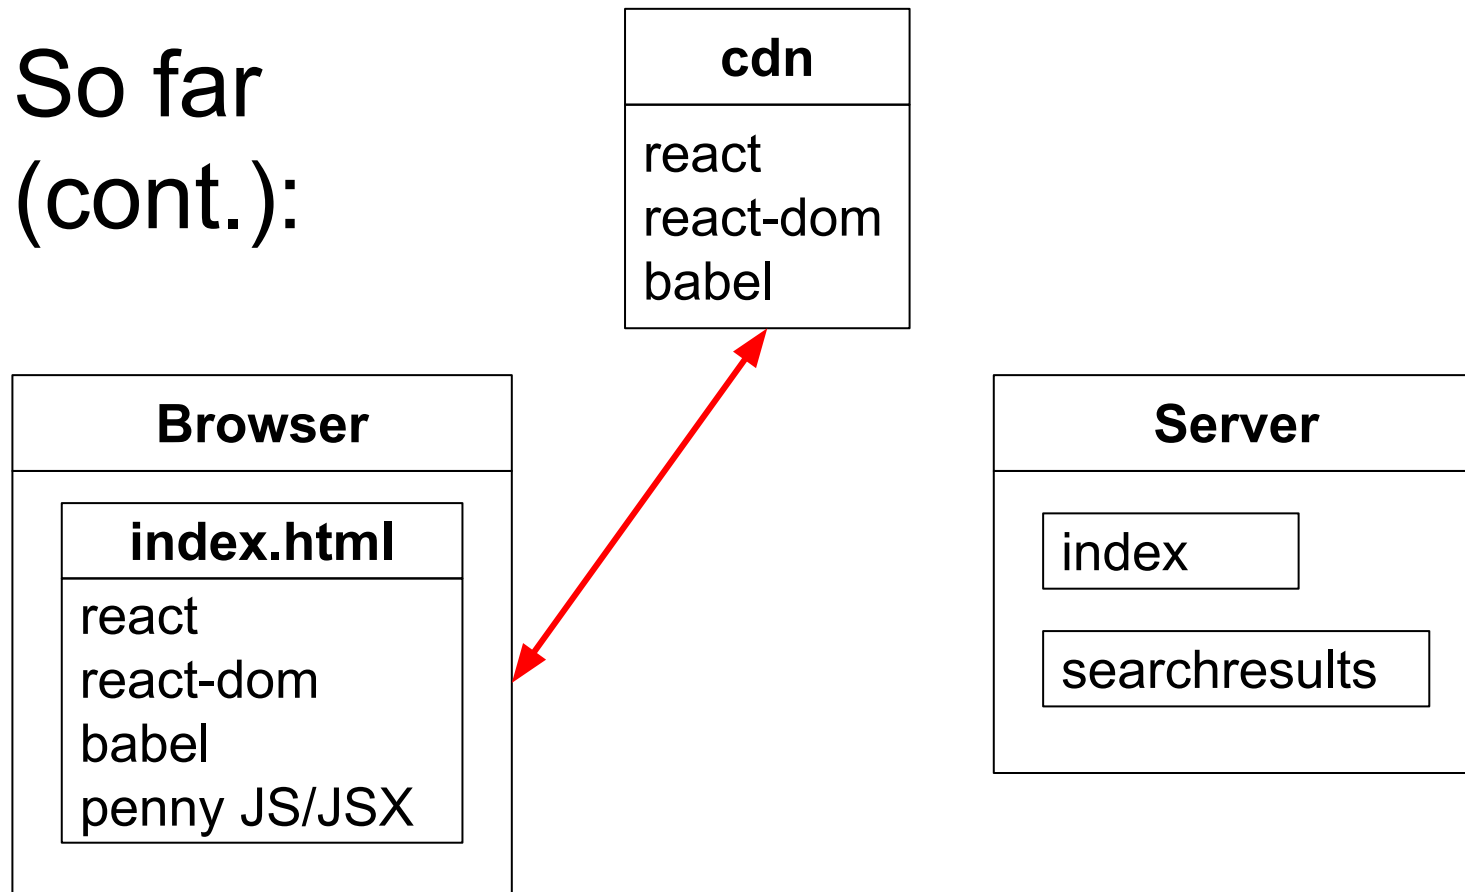 So far
(cont.):
cdn
react
react-dom
babel
Browser
index.html
react
react-dom
babel
penny JS/JSX
Server
index
searchresults